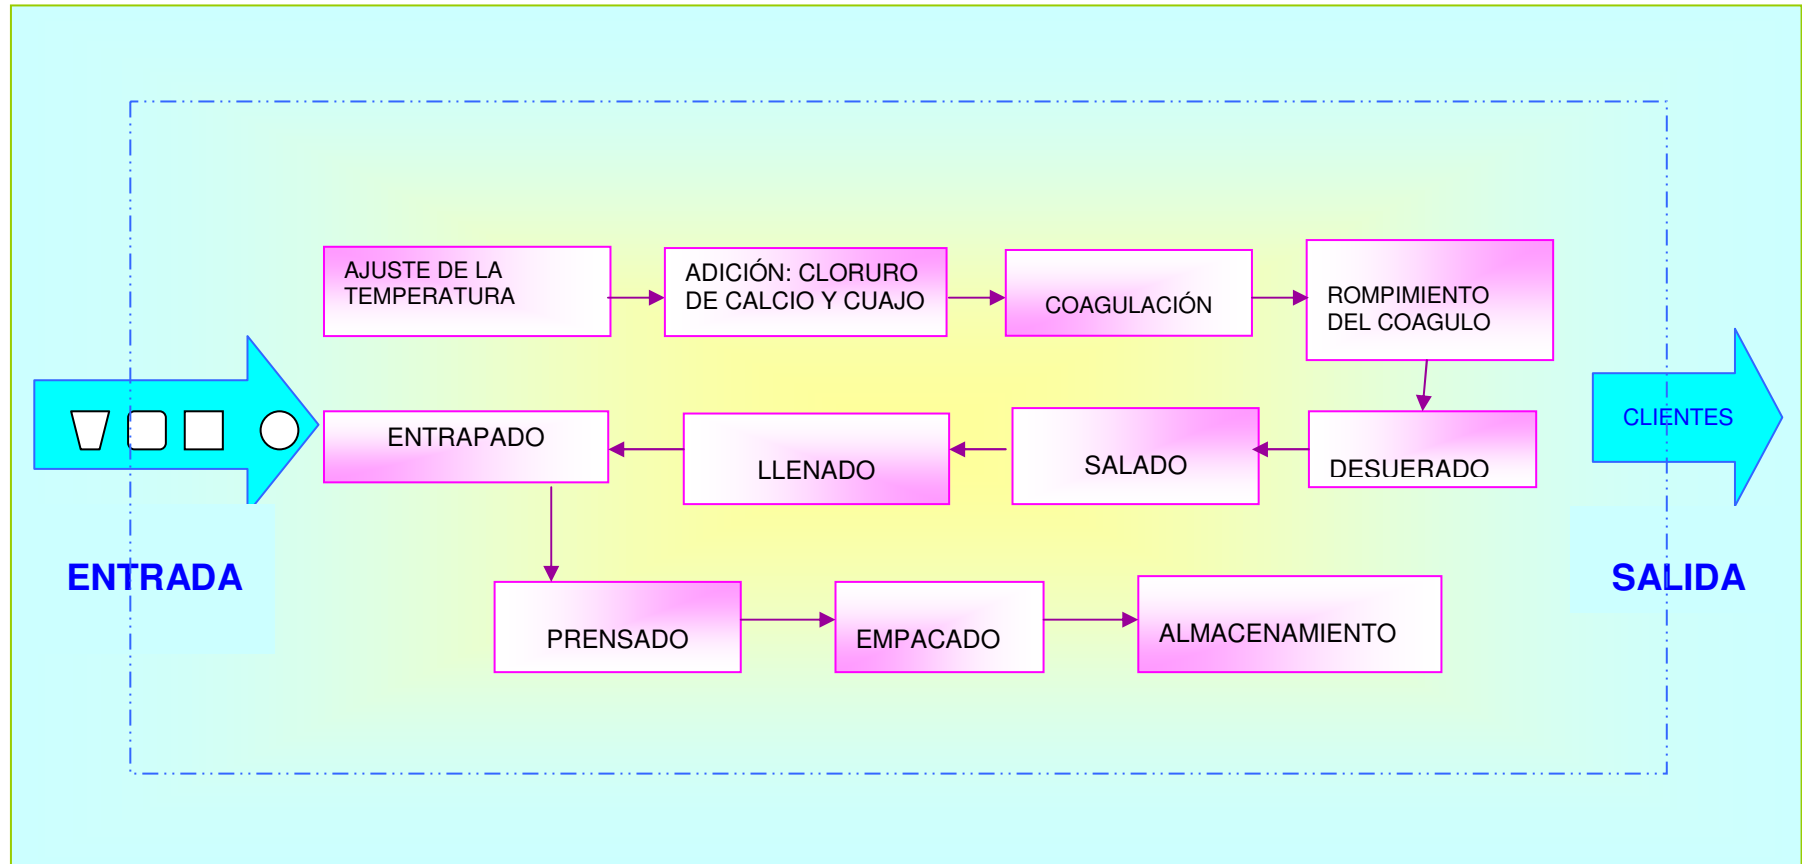 AJUSTE DE LA
TEMPERATURA
ADICIÓN: CLORURO
DE CALCIO Y CUAJO
COAGULACIÓN
ROMPIMIENTO
DEL COAGULO
DESUERADO
SALADO
LLENADO
ENTRAPADO
PRENSADO
EMPACADO
ALMACENAMIENTO
ENTRADA
CLIENTES
SALIDA